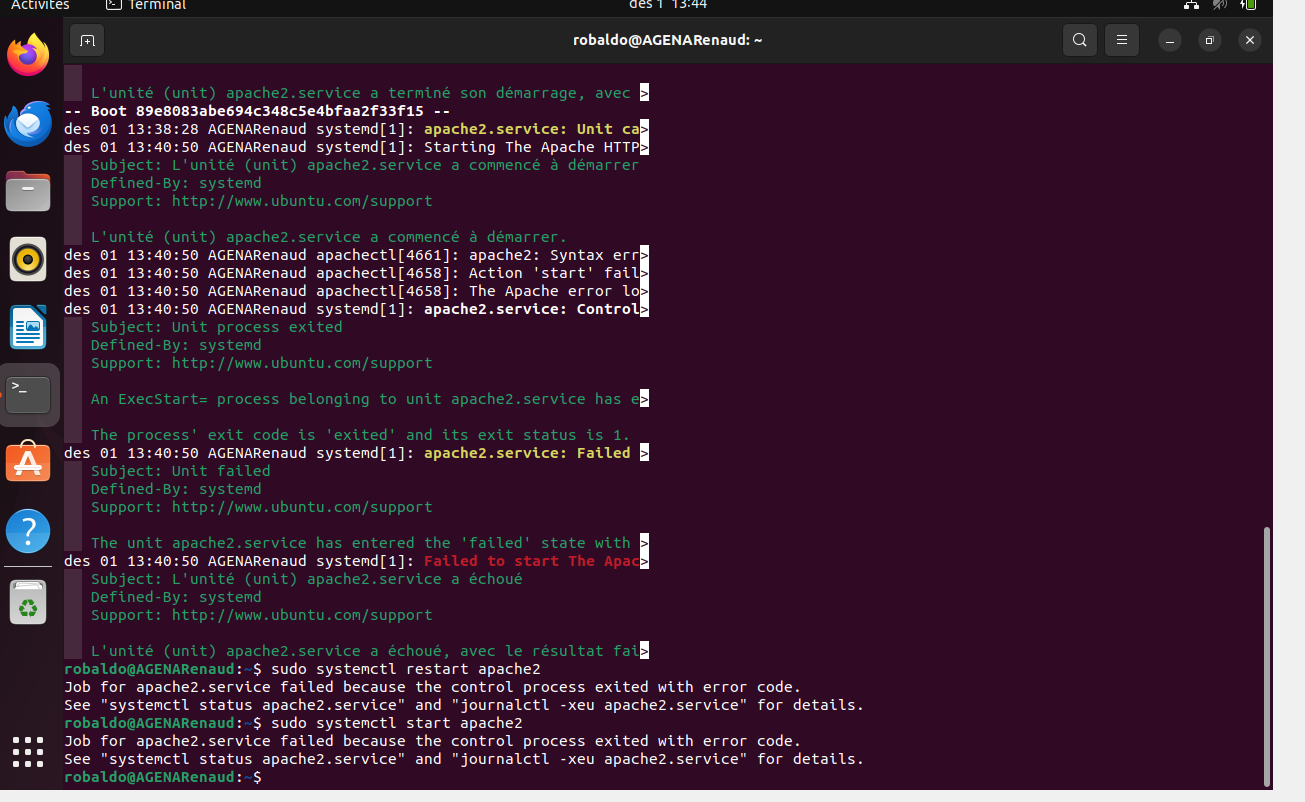 Activités
Terminal
des 1 13:44
robaldo@AGENARenaud: ~
L'unité (unit) apache2.service a terminé son démarrage, avec >
-- Boot 89e8083abe694c348c5e4bfaa2f33f15 --
des 01 13:38:28 AGENARenaud systemd[1]: apache2.service: Unit ca>
des 01 13:40:50 AGENARenaud systemd[1]: Starting The Apache HTTP>
Subject: L'unité (unit) apache2.service a commencé à démarrer
Defined-By: systemd
Support: http://www.ubuntu.com/support
L'unité (unit) apache2.service a commencé à démarrer.
des 01 13:40:50 AGENARenaud apachectl[4661]: apache2: Syntax err>
des 01 13:40:50 AGENARenaud apachectl[4658]: Action 'start' fail>
des 01 13:40:50 AGENARenaud apachectl[4658]: The Apache error lo>
des 01 13:40:50 AGENARenaud systemd[1]: apache2.service: Control>
Subject: Unit process exited
Defined-By: systemd
Support: http://www.ubuntu.com/support
An ExecStart= process belonging to unit apache2.service has e>
The process' exit code is 'exited' and its exit status is 1.
des 01 13:40:50 AGENARenaud systemd[1]: apache2.service: Failed >
Subject: Unit failed
Defined-By: systemd
Support: http://www.ubuntu.com/support
The unit apache2.service has entered the 'failed' state with >
des 01 13:40:50 AGENARenaud systemd[1]: Failed to start The Apac>
Subject: L'unité (unit) apache2.service a échoué
Defined-By: systemd
Support: http://www.ubuntu.com/support
L'unité (unit) apache2.service a échoué, avec le résultat fai>
robaldo@AGENARenaud:~$ sudo systemctl restart apache2
Job for apache2.service failed because the control process exited with error code.
See "systemctl status apache2.service" and "journalctl -xeu apache2.service" for details.
robaldo@AGENARenaud:~$ sudo systemctl start apache2
Job for apache2.service failed because the control process exited with error code.
See "systemctl status apache2.service" and "journalctl -xeu apache2.service" for details.
robaldo@AGENARenaud:~$